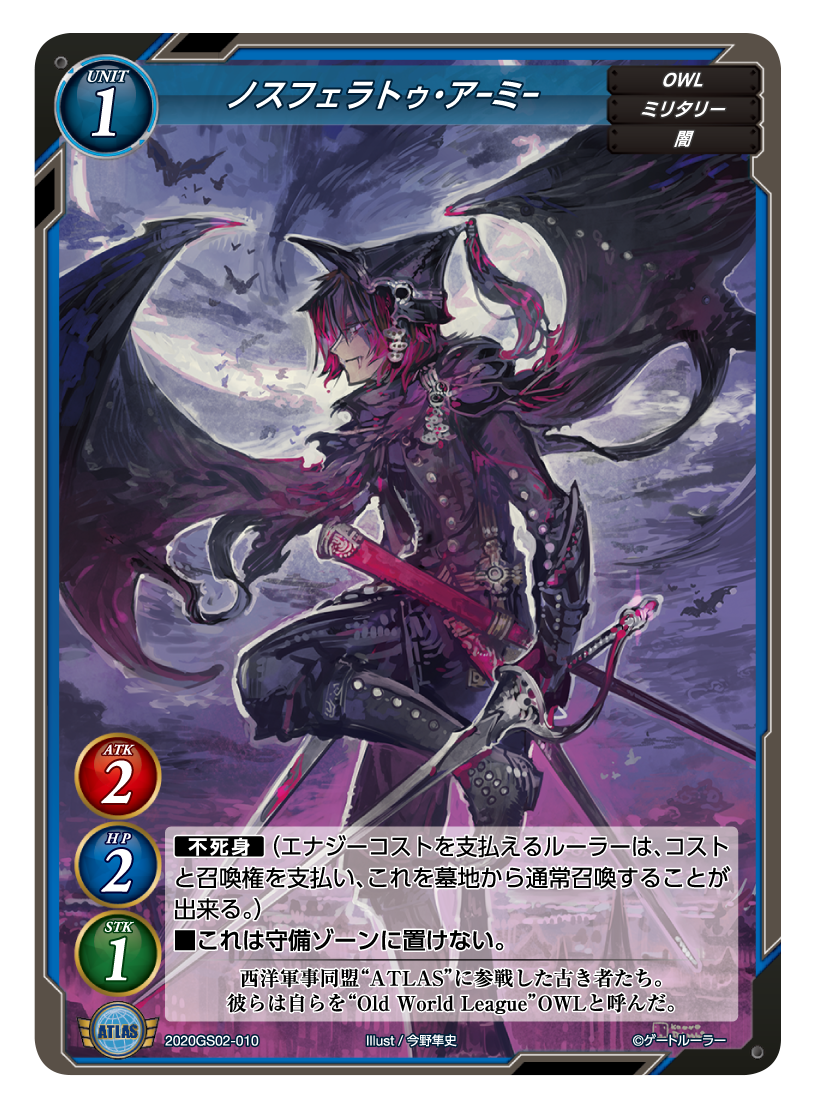 UNIT
1
ノスフェラトゥ・アーミー
OWL
ミリタリー
闇
ATK
2
HP
2
STK
1
不死身 (エナジーコストを支払えるルーラーは、コスト
と召喚権を支払い、これを墓地から通常召喚することが
出来る。)
■これは守備ゾーンに置けない。
西洋軍事同盟“ATLAS”に参戦した古き者たち。
彼らは自らを“Old World League”OWLと呼んだ。
ATLAS
2020GS02-010
Illust / 今野隼史
©ゲートルーラー